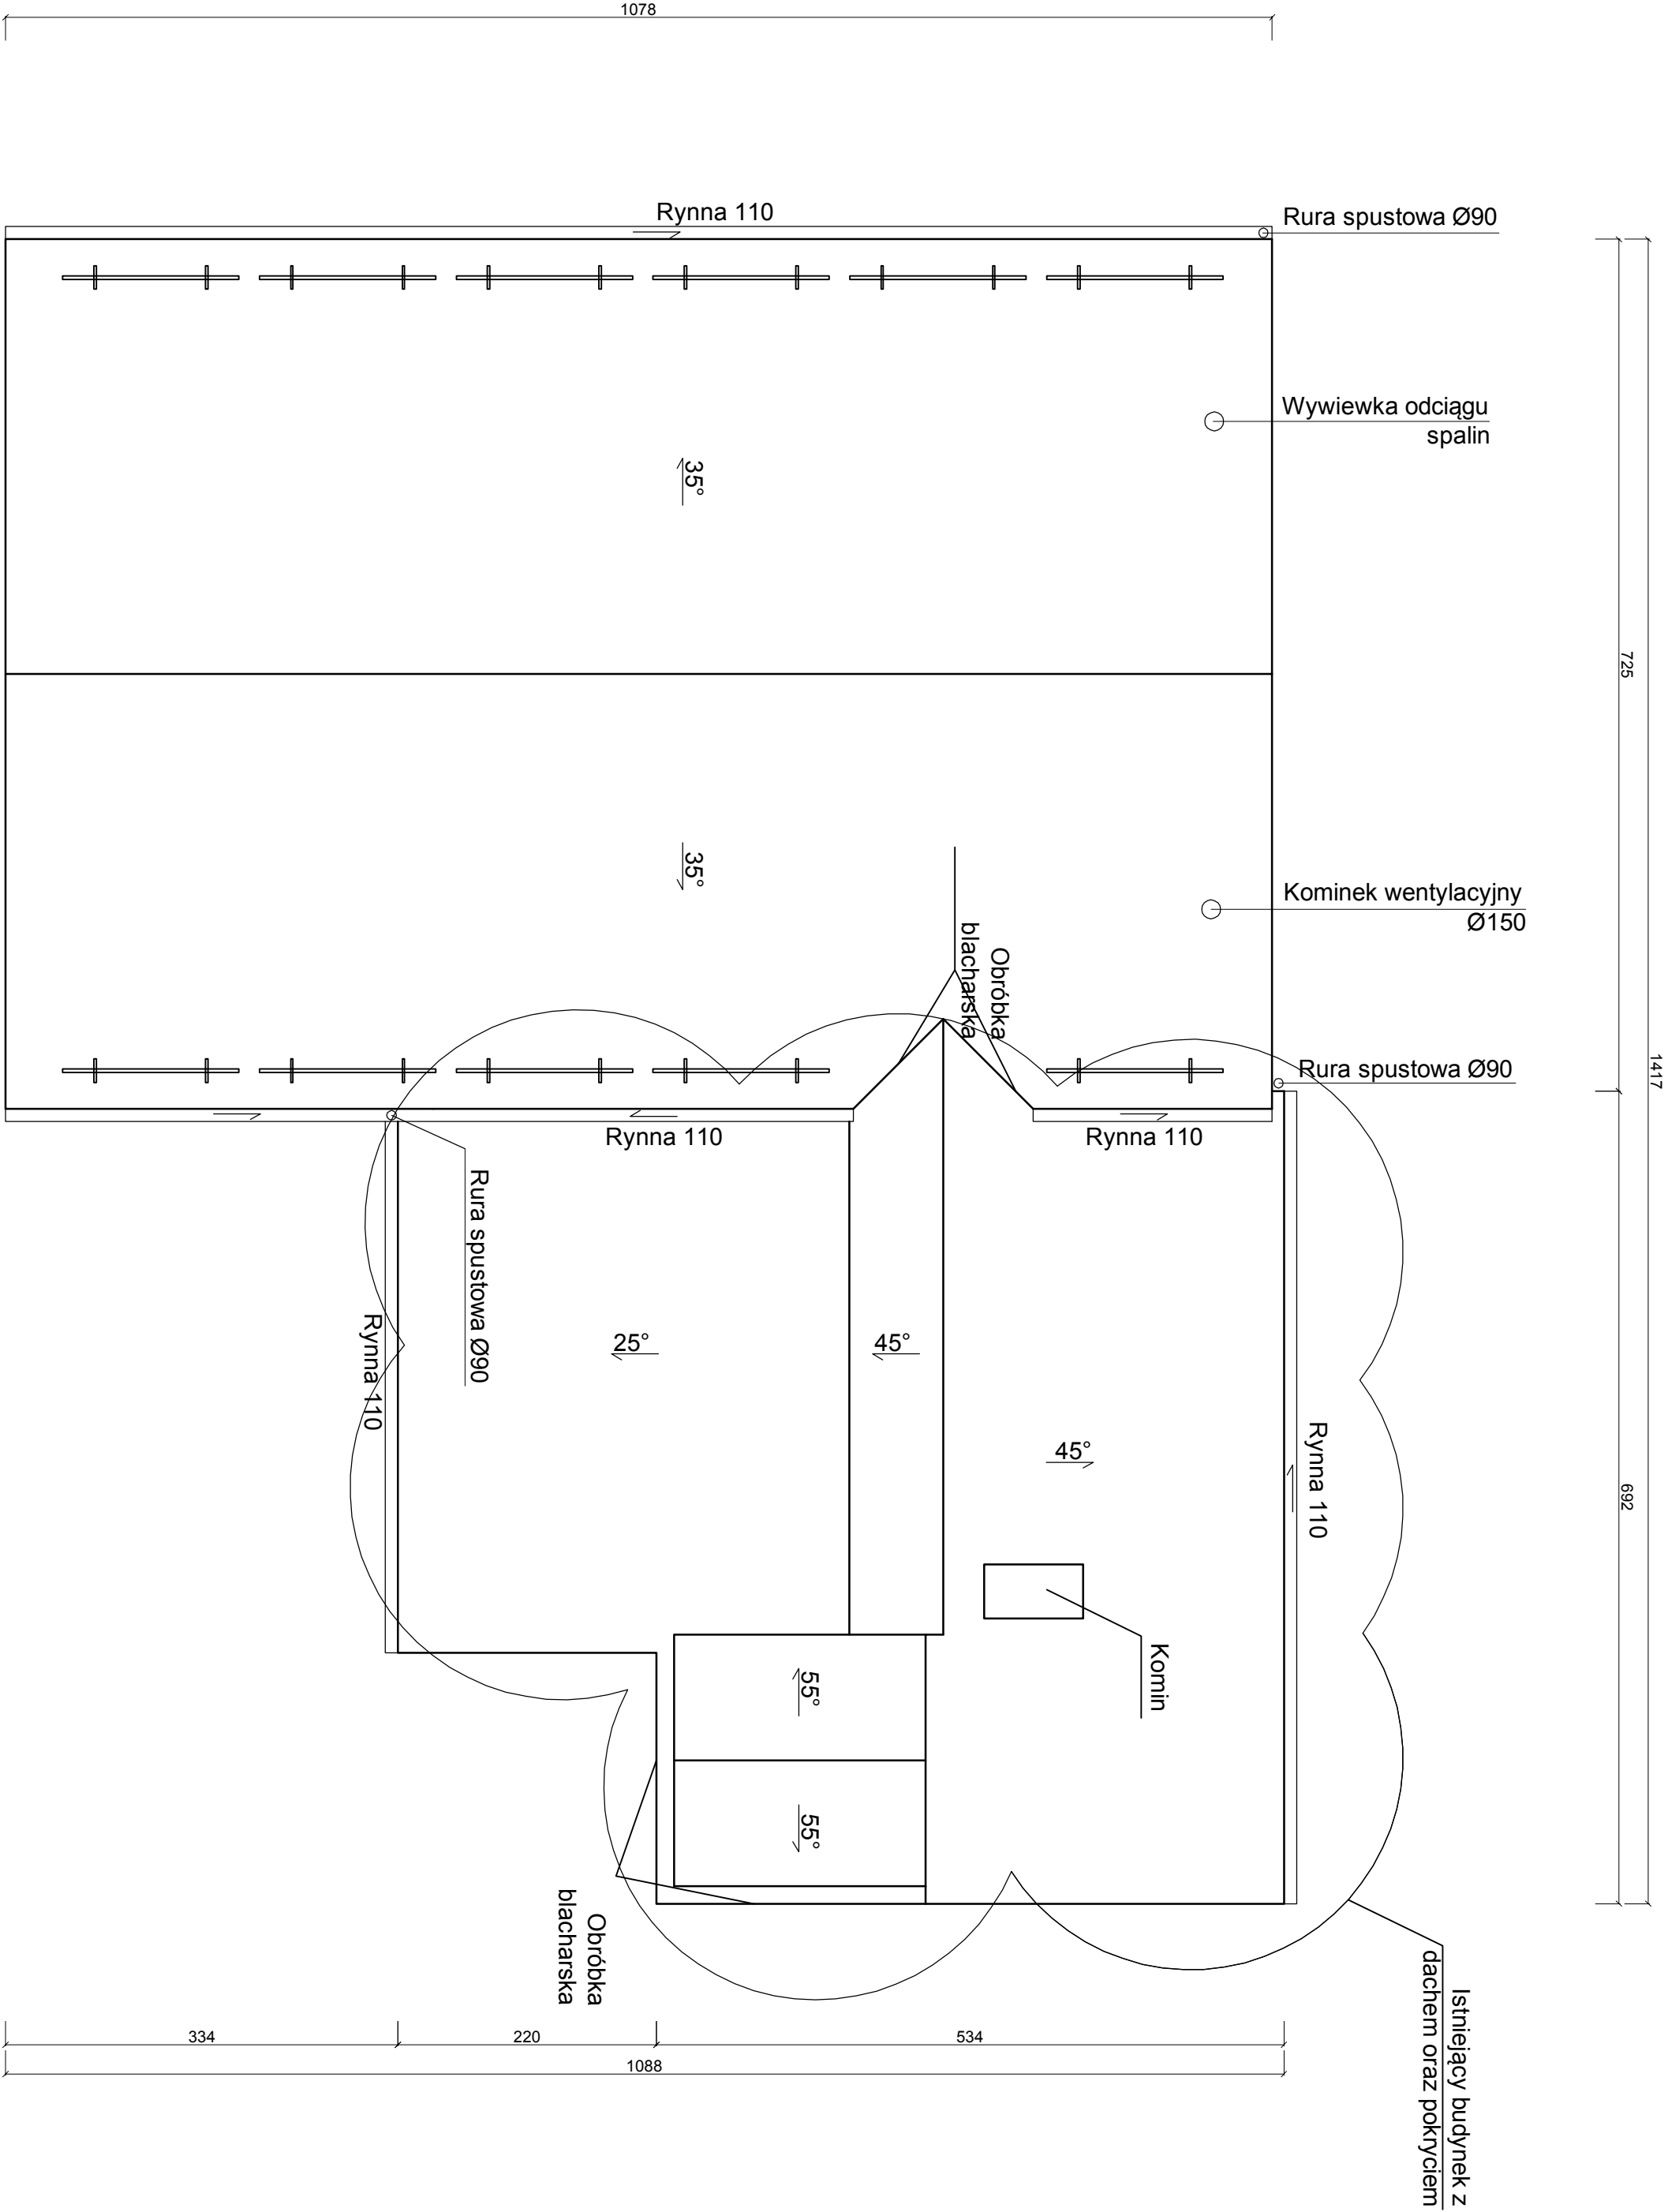 1078
Rynna 110
Rura spustowa Ø90
Wywiewka odciągu
spalin
35°
725
35°
Kominek wentylacyjny
Ø150
Obróbka
blacharska
Rura spustowa Ø90
1417
Rynna 110
Rynna 110
Rura spustowa Ø90
Rynna 110
25°
45°
45°
Rynna 110
692
Komin
55°
55°
Obróbka
blacharska
Istniejący budynek z
dachem oraz pokryciem
334
220
534
1088